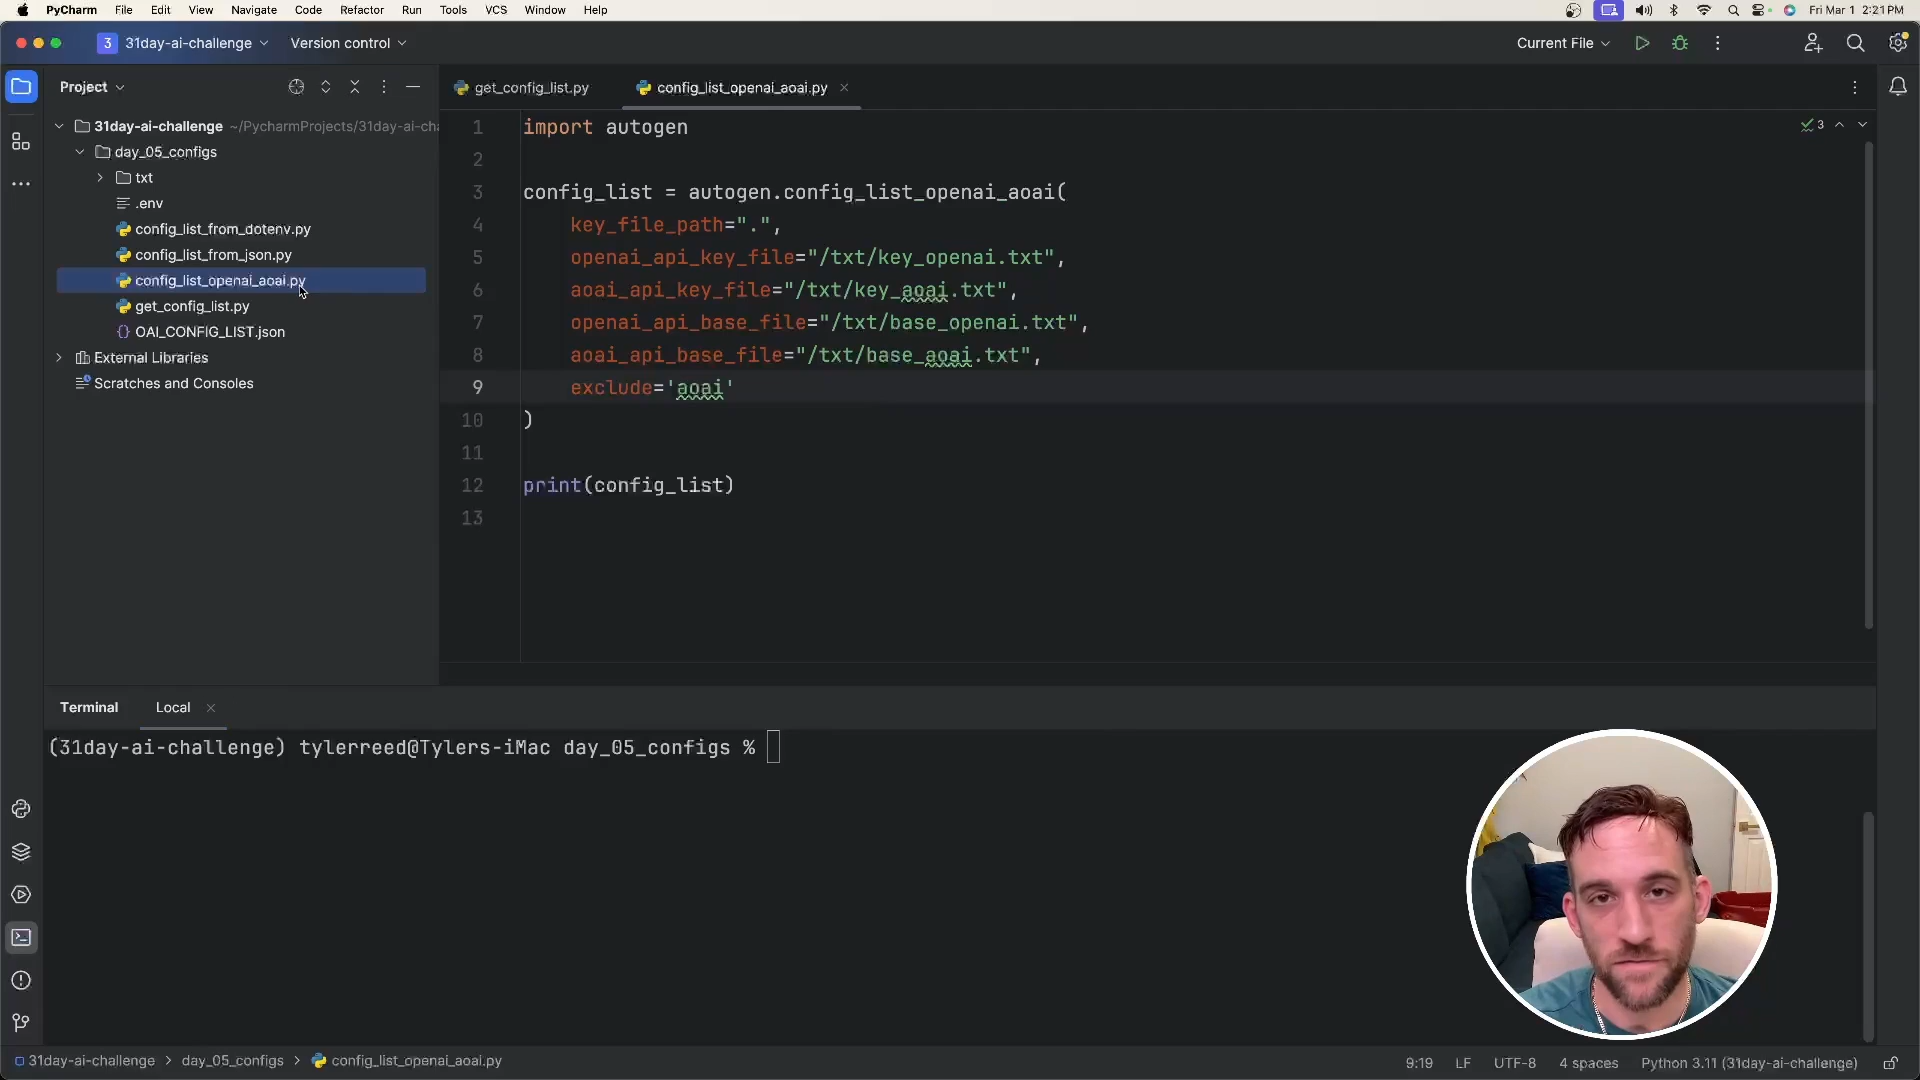 PyCharm File Edit View Navigate Code Refactor Run Tools VCS Window Help Fri Mar 1 2:21 PM
3 31day-ai-challenge Version control Current File
Project
get_config_list.py config_list_openai_aoai.py
31day-ai-challenge ~/PycharmProjects/31day-ai-cha
day_05_configs
txt
.env
config_list_from_dotenv.py
config_list_from_json.py
config_list_openai_aoai.py
get_config_list.py
OAI_CONFIG_LIST.json
External Libraries
Scratches and Consoles
3
1 import autogen
2
3 config_list = autogen.config_list_openai_aoai(
4 key_file_path=".",
5 openai_api_key_file="/txt/key_openai.txt",
6 aoai_api_key_file="/txt/key_aoai.txt",
7 openai_api_base_file="/txt/base_openai.txt",
8 aoai_api_base_file="/txt/base_aoai.txt",
9 exclude='aoai'
10 )
11
12 print(config_list)
13
Terminal Local
(31day-ai-challenge) tylerreed@Tylers-iMac day_05_configs %
31day-ai-challenge > day_05_configs > config_list_openai_aoai.py 9:19 LF UTF-8 4 spaces Python 3.11 (31day-ai-challenge)